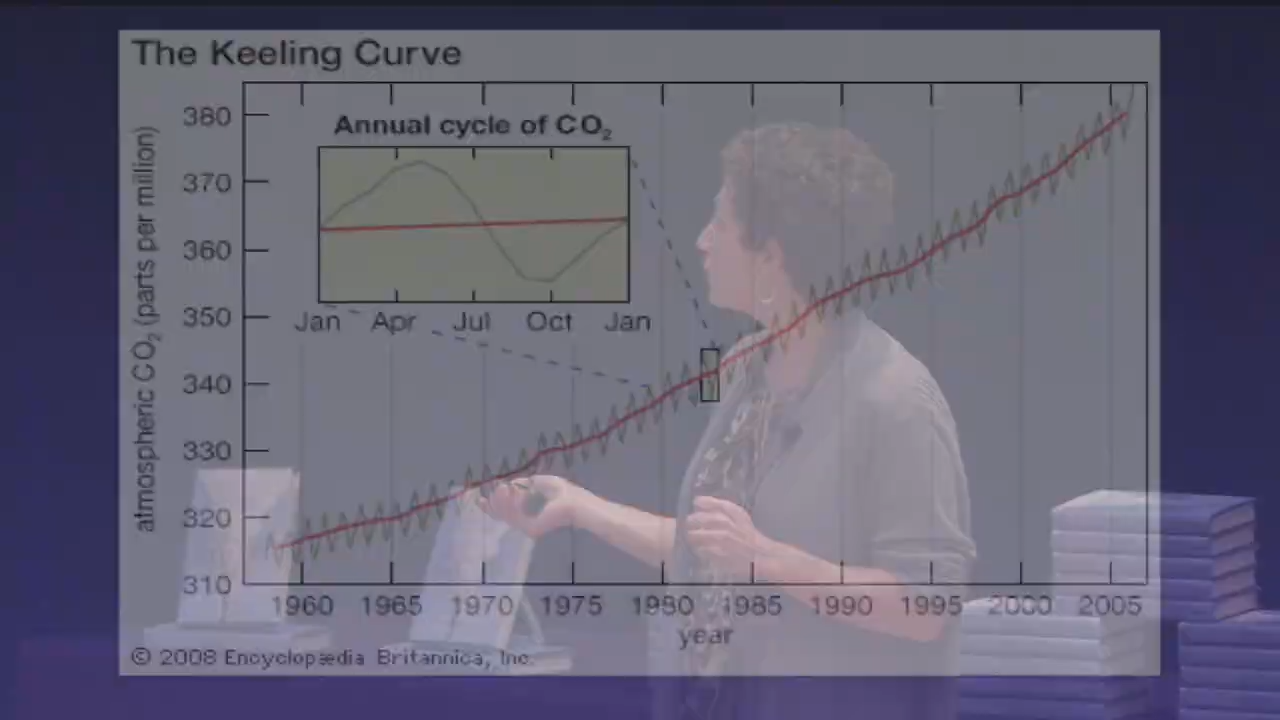 The Keeling Curve
Annual cycle of CO₂
Jan Apr Jul Oct Jan
atmospheric CO₂ (parts per million)
380
370
360
350
340
330
320
310
1960 1965 1970 1975 1980 1985 1990 1995 2000 2005
year
© 2008 Encyclopædia Britannica, Inc.